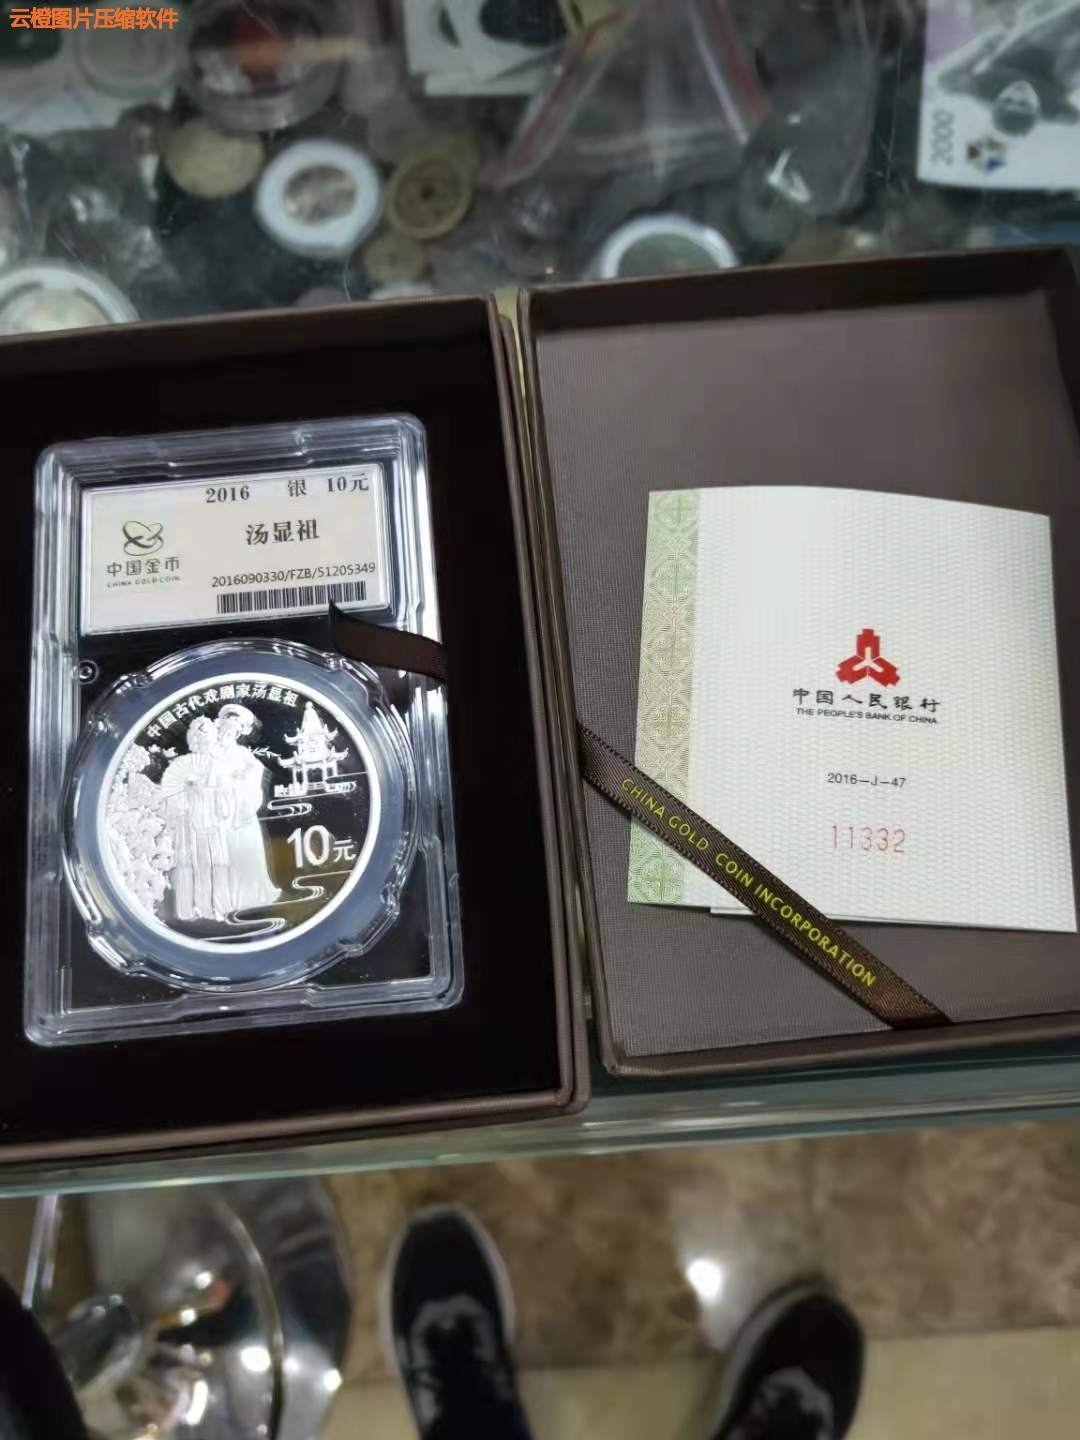 云橙图片压缩软件
2000
2016 银 10元
汤显祖
中国金币
CHINA GOLD COIN
2016090330/FZB/51205349
中国古代戏剧家汤显祖
10元
中国人民银行
THE PEOPLE'S BANK OF CHINA
2016-J-47
11332
CHINA GOLD COIN INCORPORATION